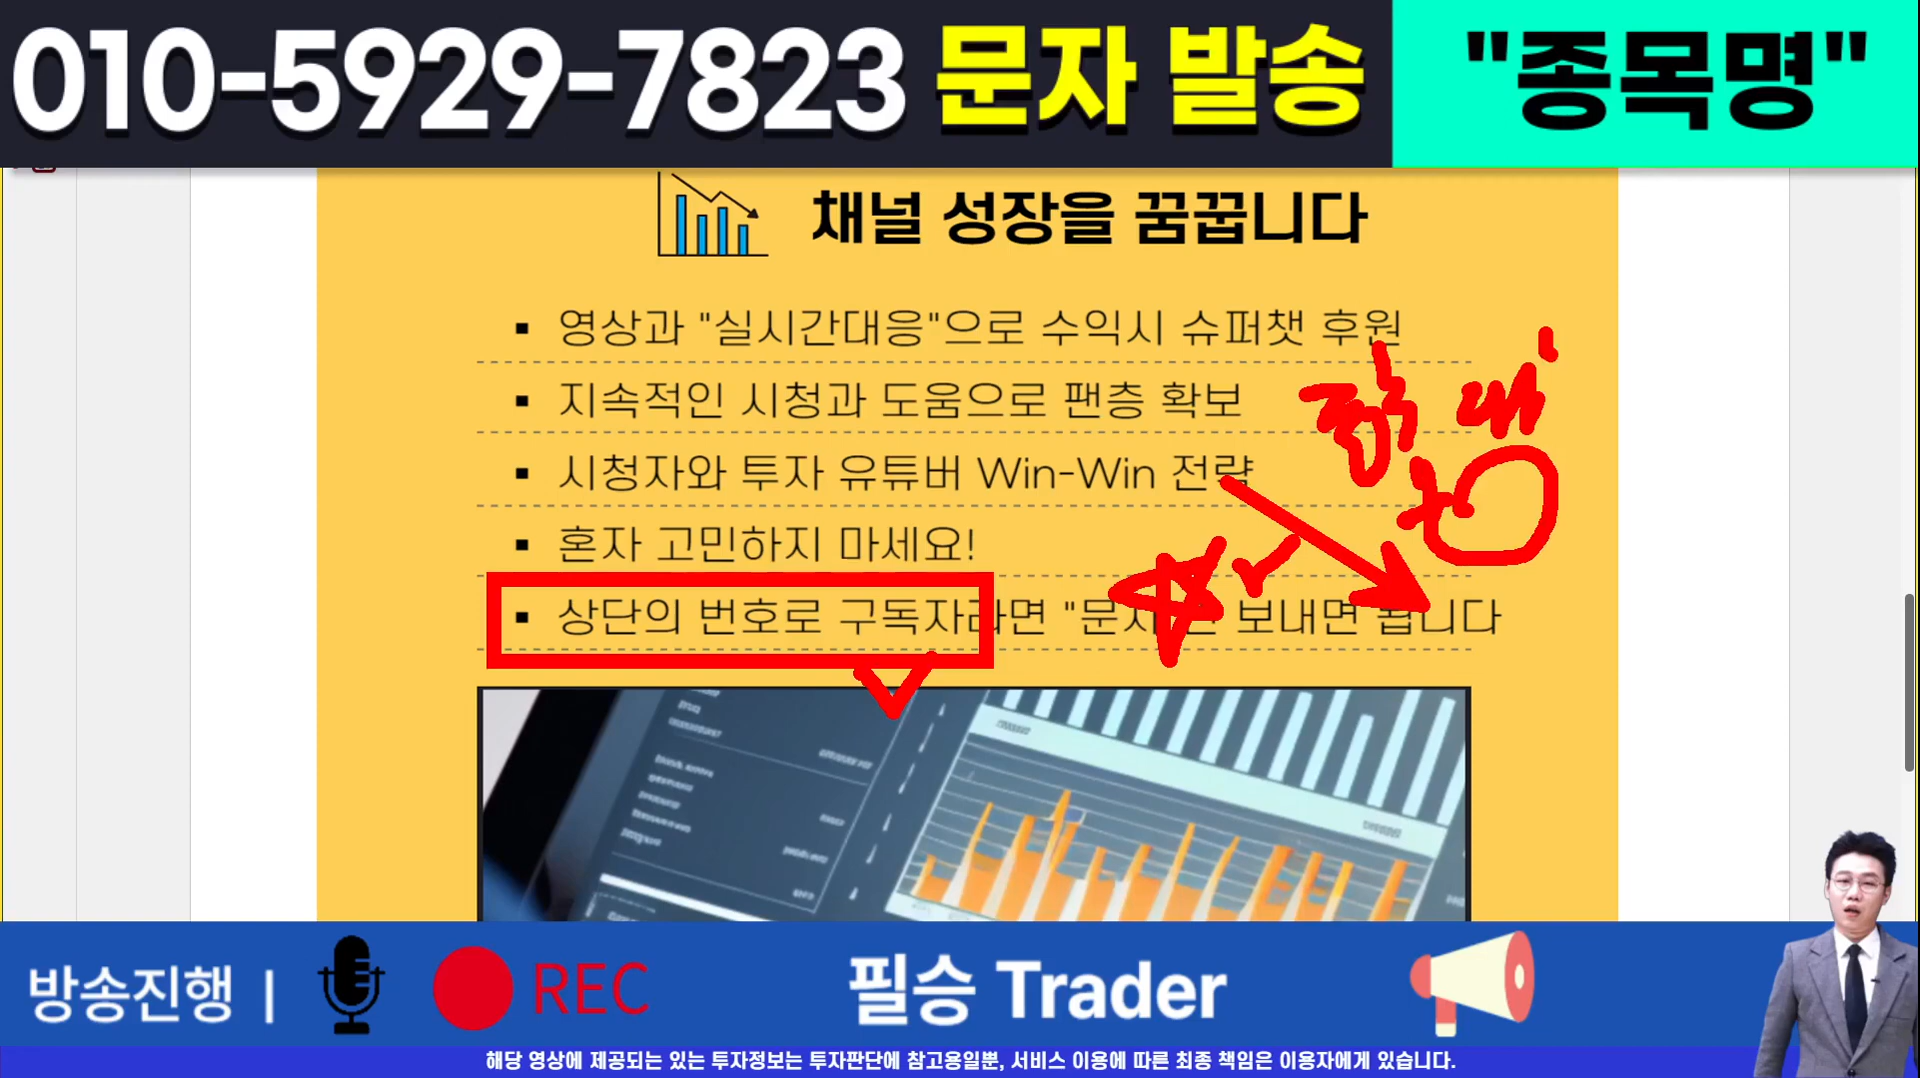 010-5929-7823 문자 발송 "종목명"
채널 성장을 꿈꿉니다
▪ 영상과 "실시간대응"으로 수익시 슈퍼챗 후원
▪ 지속적인 시청과 도움으로 팬층 확보
▪ 시청자와 투자 유튜버 Win-Win 전략
▪ 혼자 고민하지 마세요!
▪ 상단의 번호로 구독자라면 "문자"만 보내면 됩니다
방송진행 | REC 필승 Trader
해당 영상에 제공되는 있는 투자정보는 투자판단에 참고용일뿐, 서비스 이용에 따른 최종 책임은 이용자에게 있습니다.